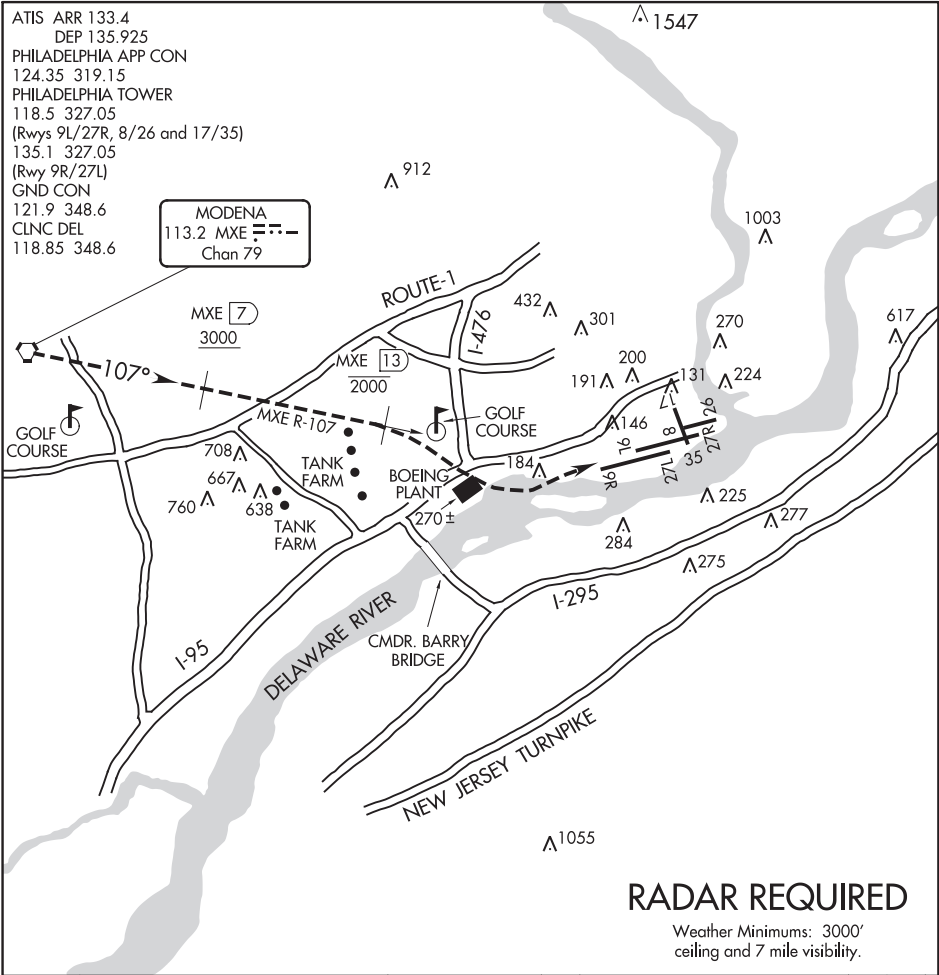 ATIS ARR 133.4
DEP 135.925
PHILADELPHIA APP CON
124.35 319.15
PHILADELPHIA TOWER
118.5 327.05
(Rwys 9L/27R, 8/26 and 17/35)
135.1 327.05
(Rwy 9R/27L)
GND CON
121.9 348.6
CLNC DEL
118.85 348.6
1547
912
MODENA
113.2 MXE
Chan 79
1003
ROUTE-1
MXE 7
3000
432
301
I-476
270
617
107°
MXE 13
2000
191
200
131
224
MXE R-107
GOLF
COURSE
GOLF
COURSE
146
17
8
26
9L
27R
35
9R
27L
708
TANK
FARM
BOEING
PLANT
184
667
760
638
TANK
FARM
270 ±
225
284
277
275
I-295
I-95
DELAWARE RIVER
CMDR. BARRY
BRIDGE
NEW JERSEY TURNPIKE
1055
RADAR REQUIRED
Weather Minimums: 3000'
ceiling and 7 mile visibility.